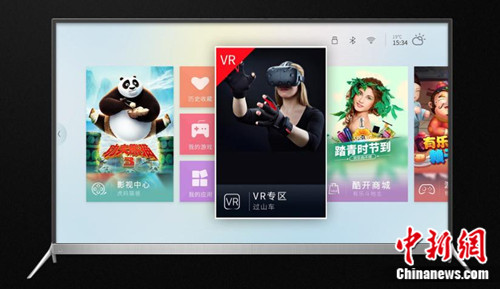 VR
15:34
历史收藏
我的游戏
我的应用
影视中心
VR
VR专区
过山车
踏青时节到
酷开商城
有乐
中新网
Chinanews.com